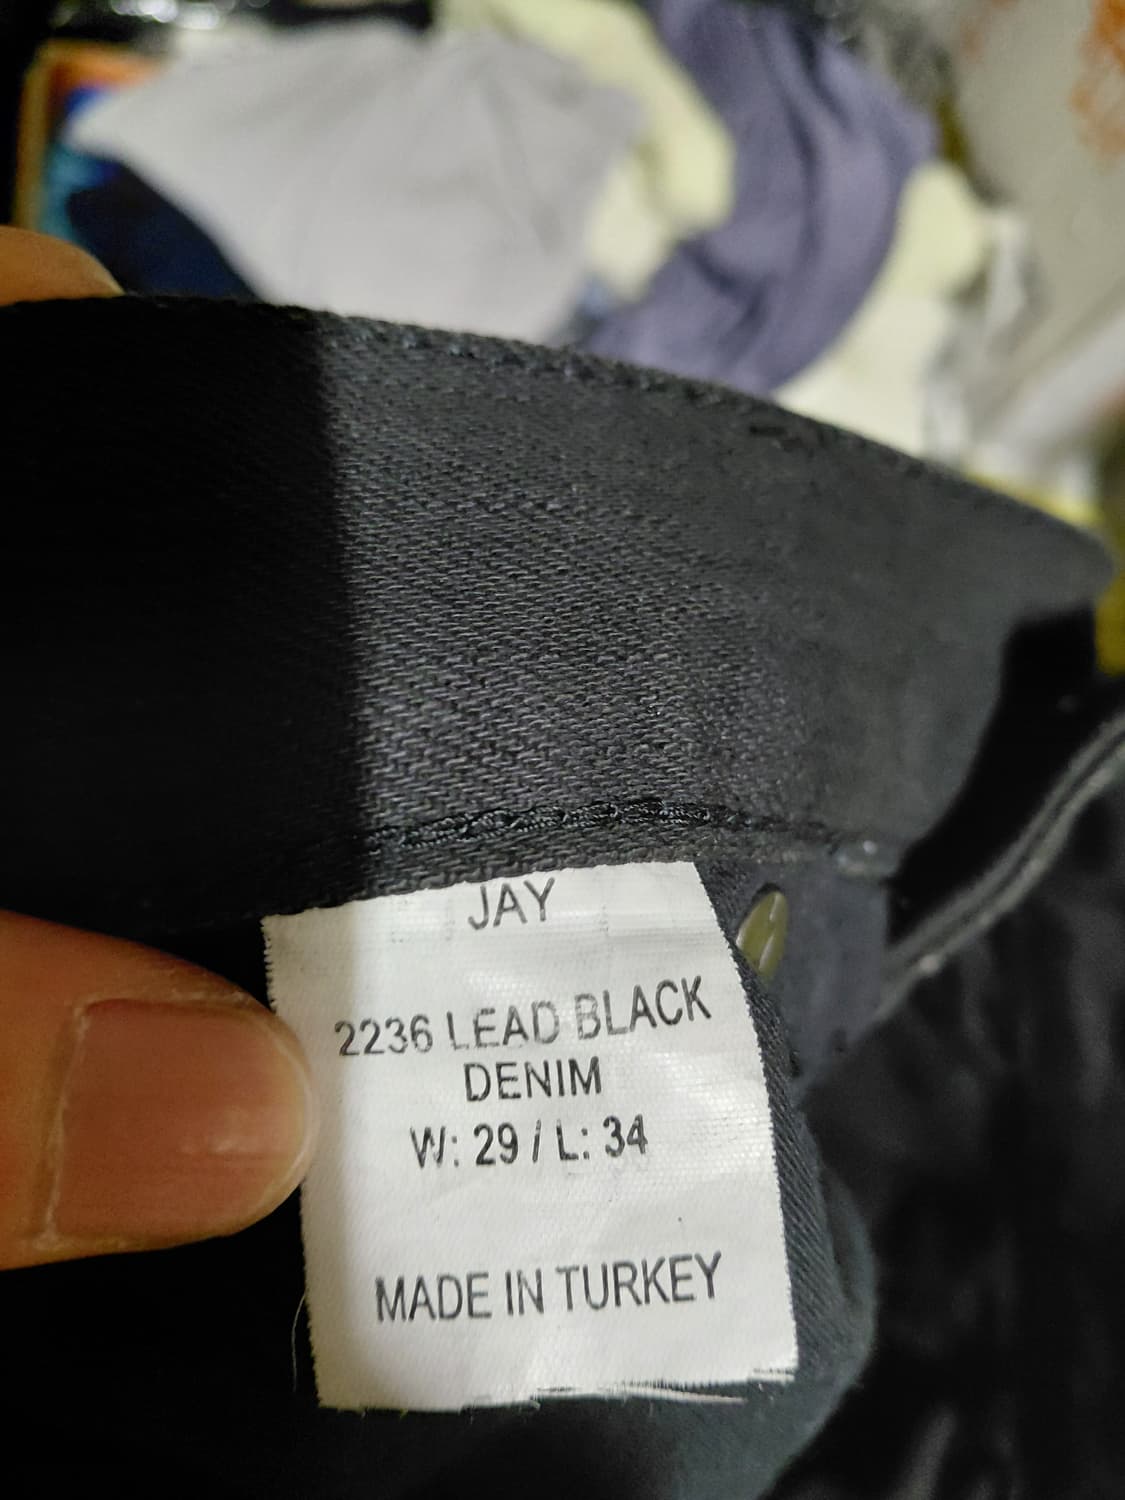 JAY
2236 LEAD BLACK
DENIM
W: 29 / L: 34
MADE IN TURKEY